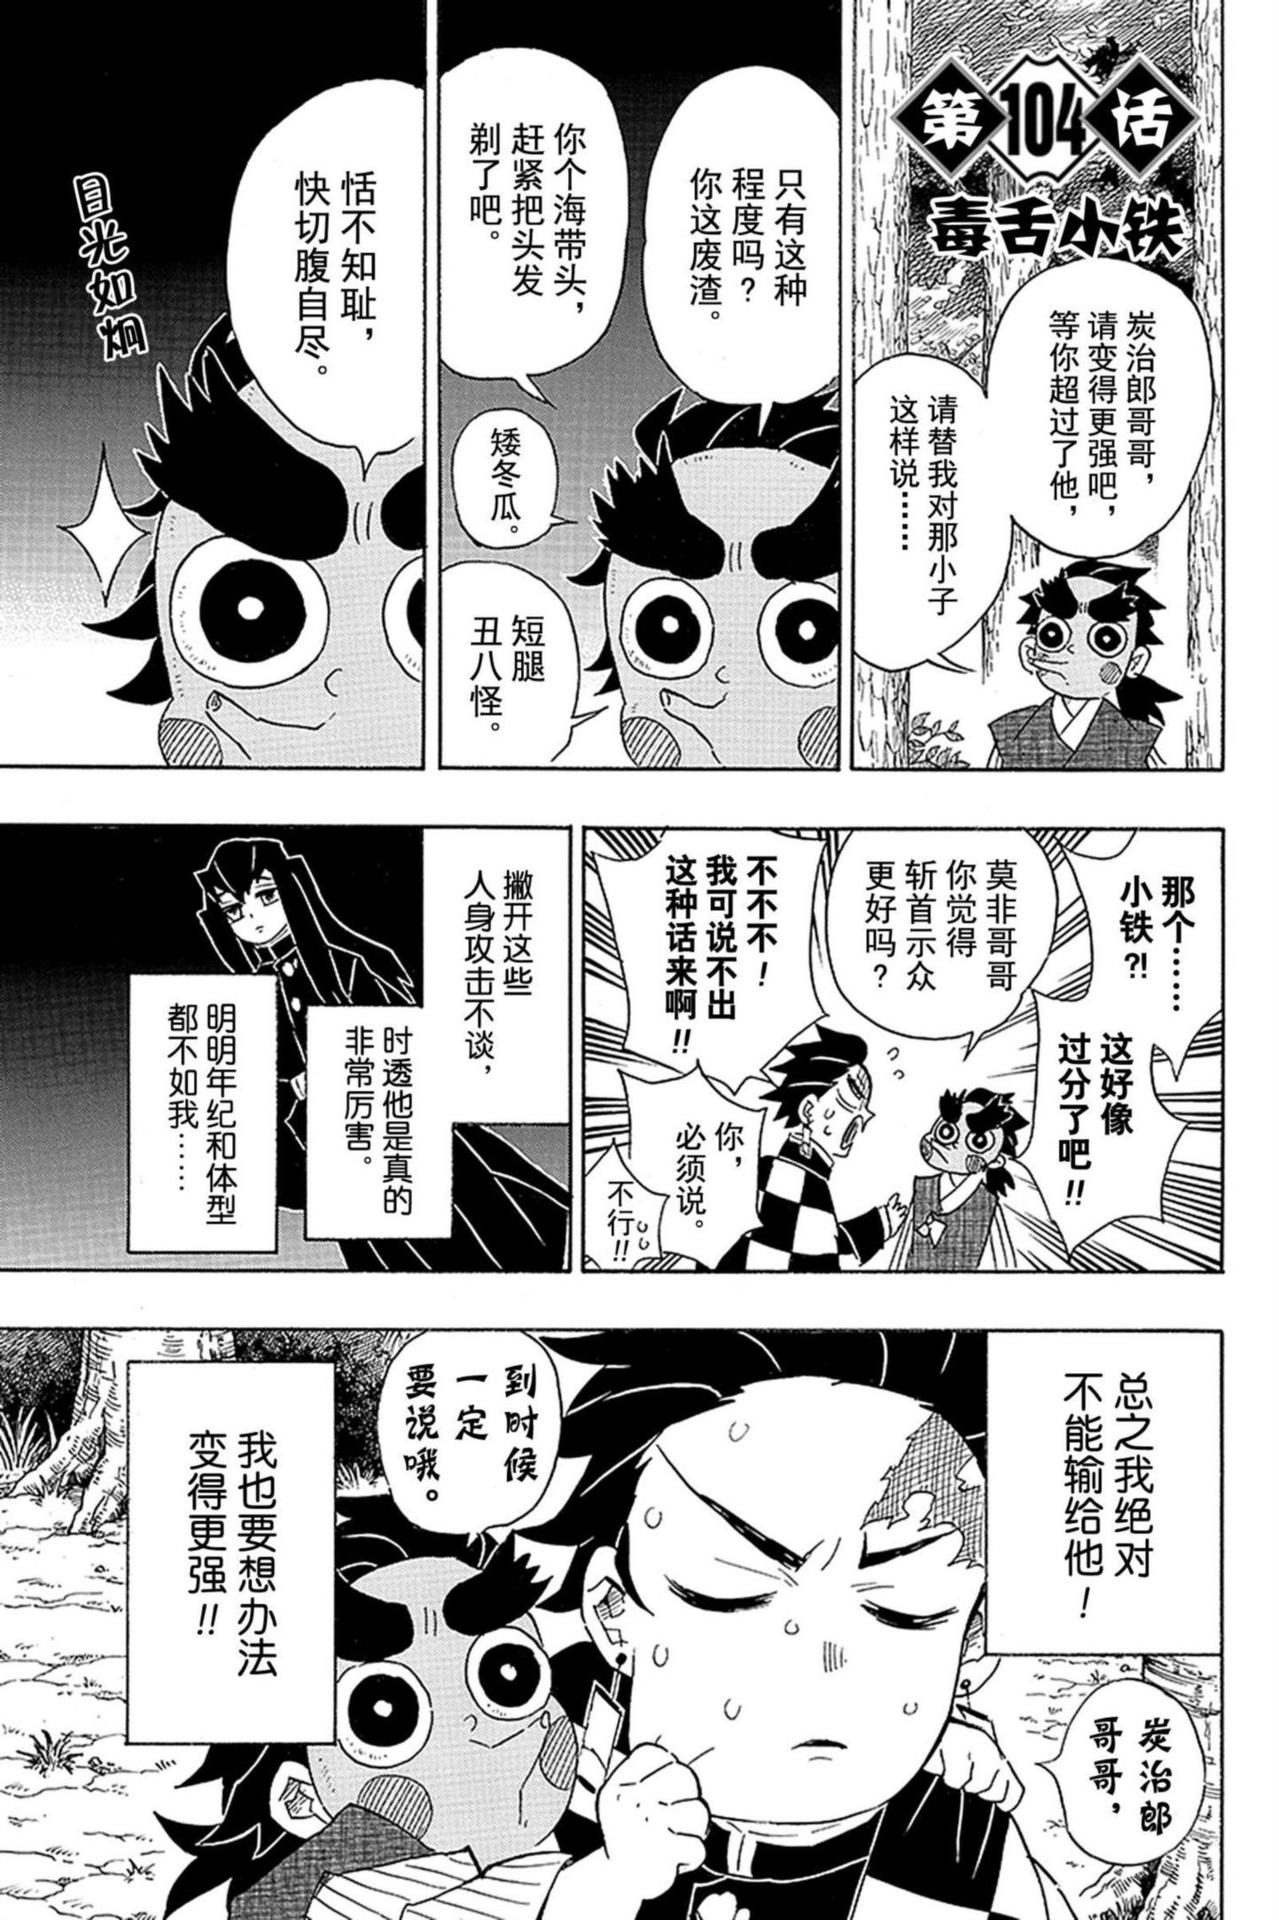 第104话
毒舌小铁
炭治郎哥哥，
请变得更强吧，
等你超过了他，
请替我对那小子
这样说……
只有这种
程度吗？
你这废渣。
你个海带头，
赶紧把头发
剃了吧。
矮冬瓜。
短腿
丑八怪。
恬不知耻，
快切腹自尽。
目光如炯
那个……
小铁?!
这好像
过分了吧!!
莫非哥哥
你觉得
斩首示众
更好吗？
不不不！
我可说不出
这种话来啊!!
你，
必须说。
不行!!
撇开这些
人身攻击不谈，
时透他是真的
非常厉害。
明明年纪和体型
都不如我……
总之我绝对
不能输给他！
炭治郎
哥哥，
到时候
一定
要说哦。
我也要想办法
变得更强!!